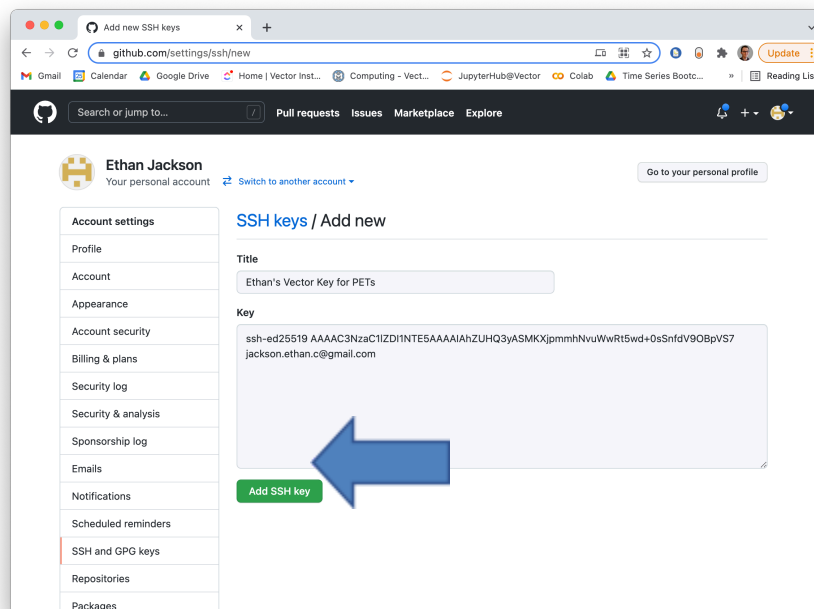 Add new SSH keys
github.com/settings/ssh/new
Update
Gmail Calendar Google Drive Home | Vector Inst... Computing - Vect... JupyterHub@Vector Colab Time Series Bootc... » Reading Lis
Search or jump to... / Pull requests Issues Marketplace Explore
Ethan Jackson
Your personal account Switch to another account
Go to your personal profile
Account settings
Profile
Account
Appearance
Account security
Billing & plans
Security log
Security & analysis
Sponsorship log
Emails
Notifications
Scheduled reminders
SSH and GPG keys
Repositories
Packages
SSH keys / Add new
Title
Ethan's Vector Key for PETs
Key
ssh-ed25519 AAAAC3NzaC1lZDI1NTE5AAAAIAhZUHQ3yASMKXjpmmhNvuWwRt5wd+0sSnfdV9OBpVS7
jackson.ethan.c@gmail.com
Add SSH key